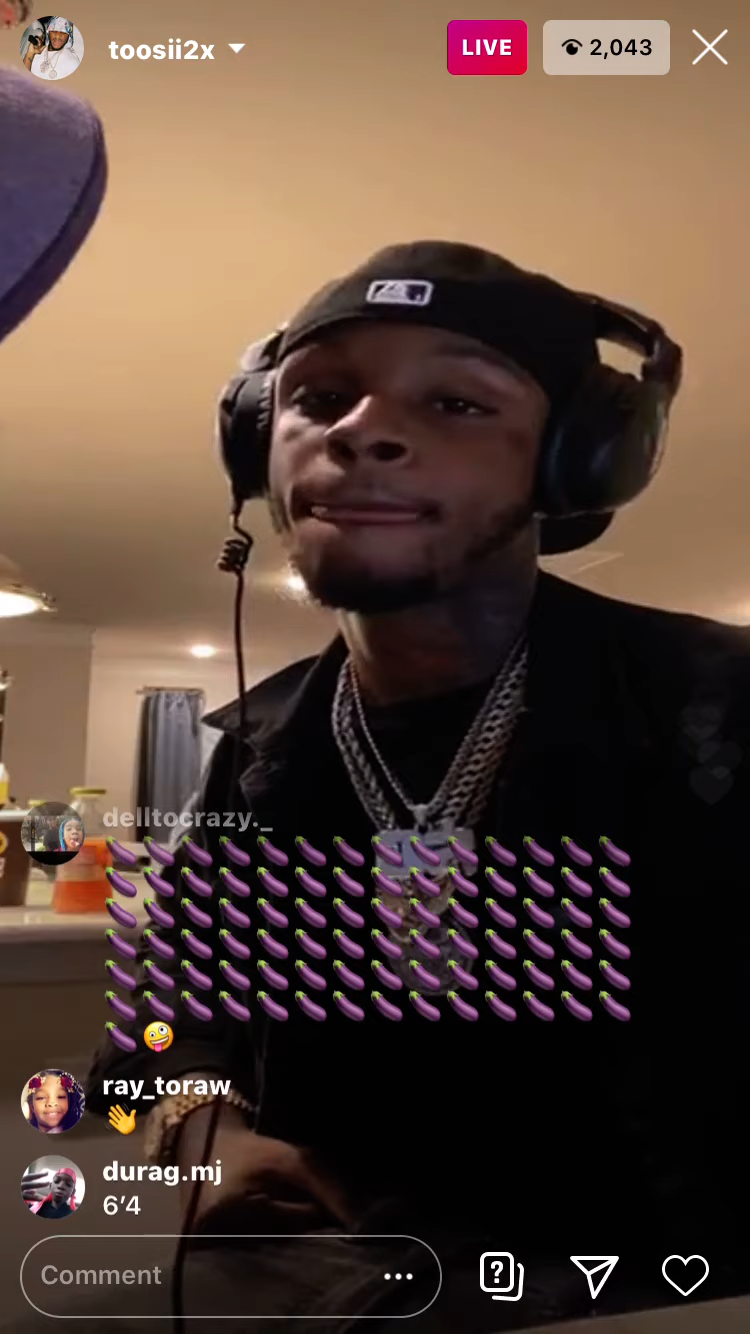 toosii2x
LIVE
2,043
delltocrazy._
🍆🍆🍆🍆🍆🍆🍆🍆🍆🍆🍆🍆🍆🍆
🍆🍆🍆🍆🍆🍆🍆🍆🍆🍆🍆🍆🍆🍆
🍆🍆🍆🍆🍆🍆🍆🍆🍆🍆🍆🍆🍆🍆
🍆🍆🍆🍆🍆🍆🍆🍆🍆🍆🍆🍆🍆🍆
🍆🍆🍆🍆🍆🍆🍆🍆🍆🍆🍆🍆🍆🍆
🍆🍆🍆🍆🍆🍆🍆🍆🍆🍆🍆🍆🍆🍆
🍆🤪
ray_toraw
👋
durag.mj
6’4
Comment